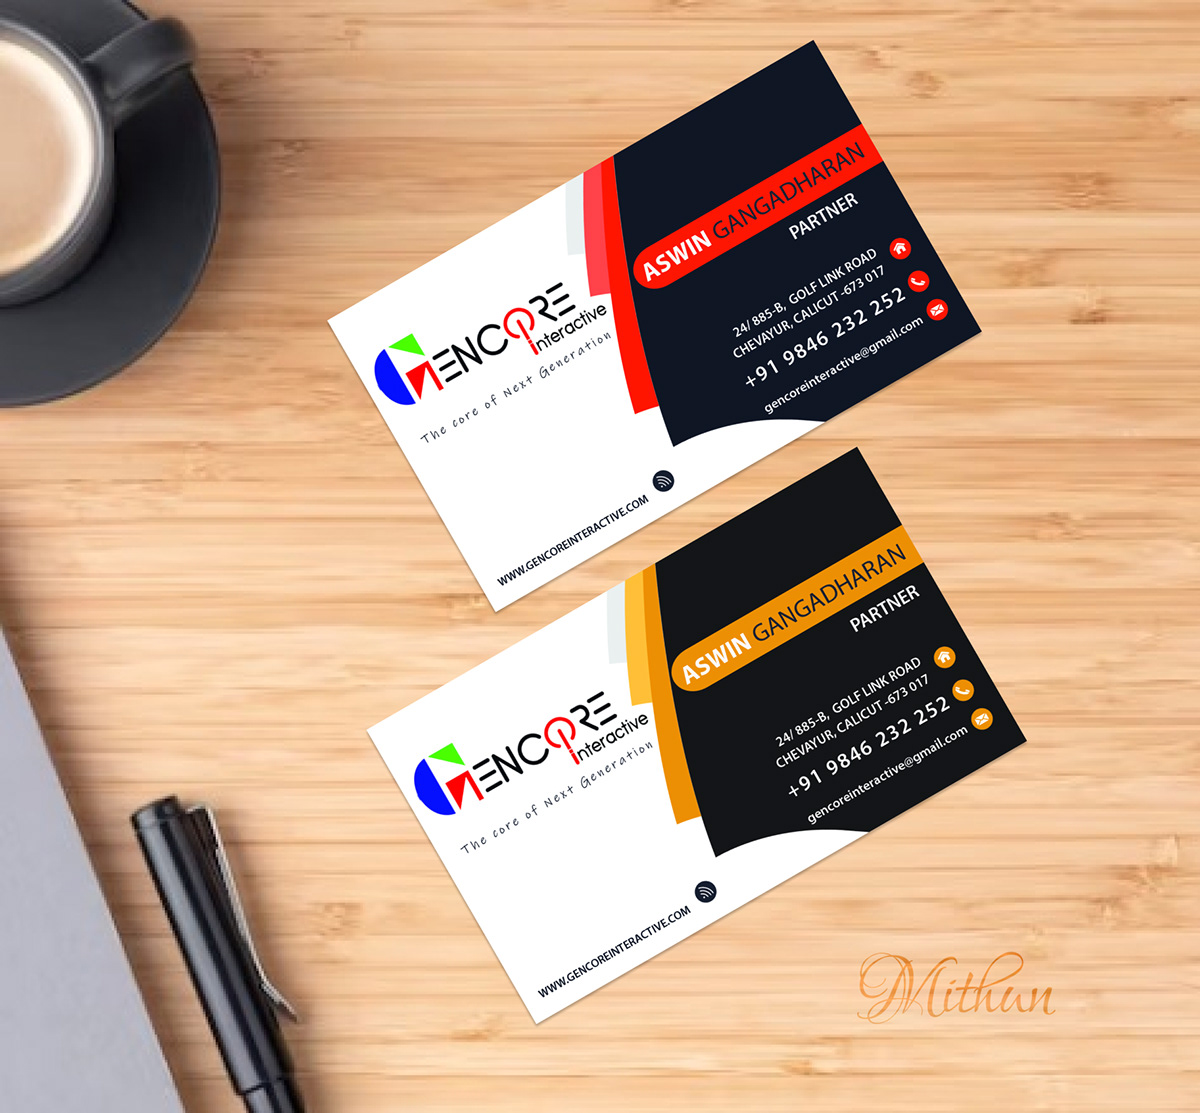 GENCORE
interactive
The core of Next Generation
WWW.GENCOREINTERACTIVE.COM
ASWIN GANGADHARAN
PARTNER
24/ 885-B, GOLF LINK ROAD
CHEVAYUR, CALICUT -673 017
+91 9846 232 252
gencoreinteractive@gmail.com
GENCORE
interactive
The core of Next Generation
WWW.GENCOREINTERACTIVE.COM
ASWIN GANGADHARAN
PARTNER
24/ 885-B, GOLF LINK ROAD
CHEVAYUR, CALICUT -673 017
+91 9846 232 252
gencoreinteractive@gmail.com
Mithun